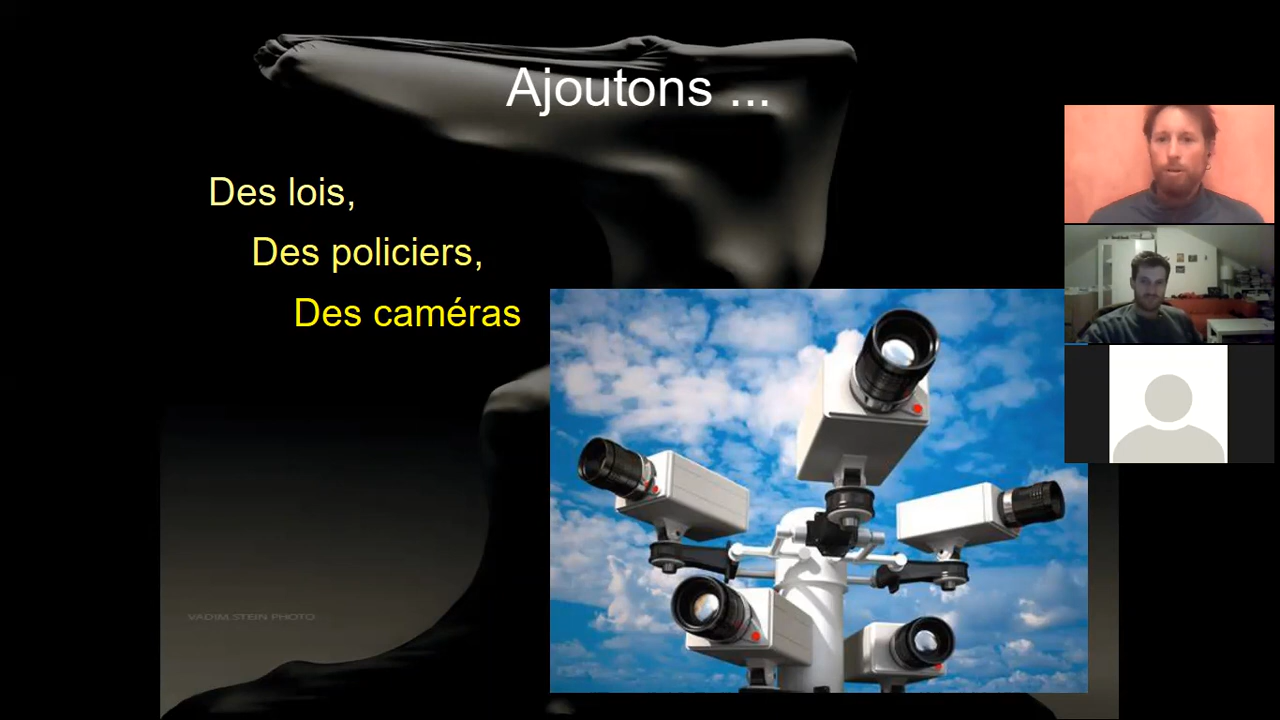 Ajoutons ...
Des lois,
Des policiers,
Des caméras
VADIM STEIN PHOTO